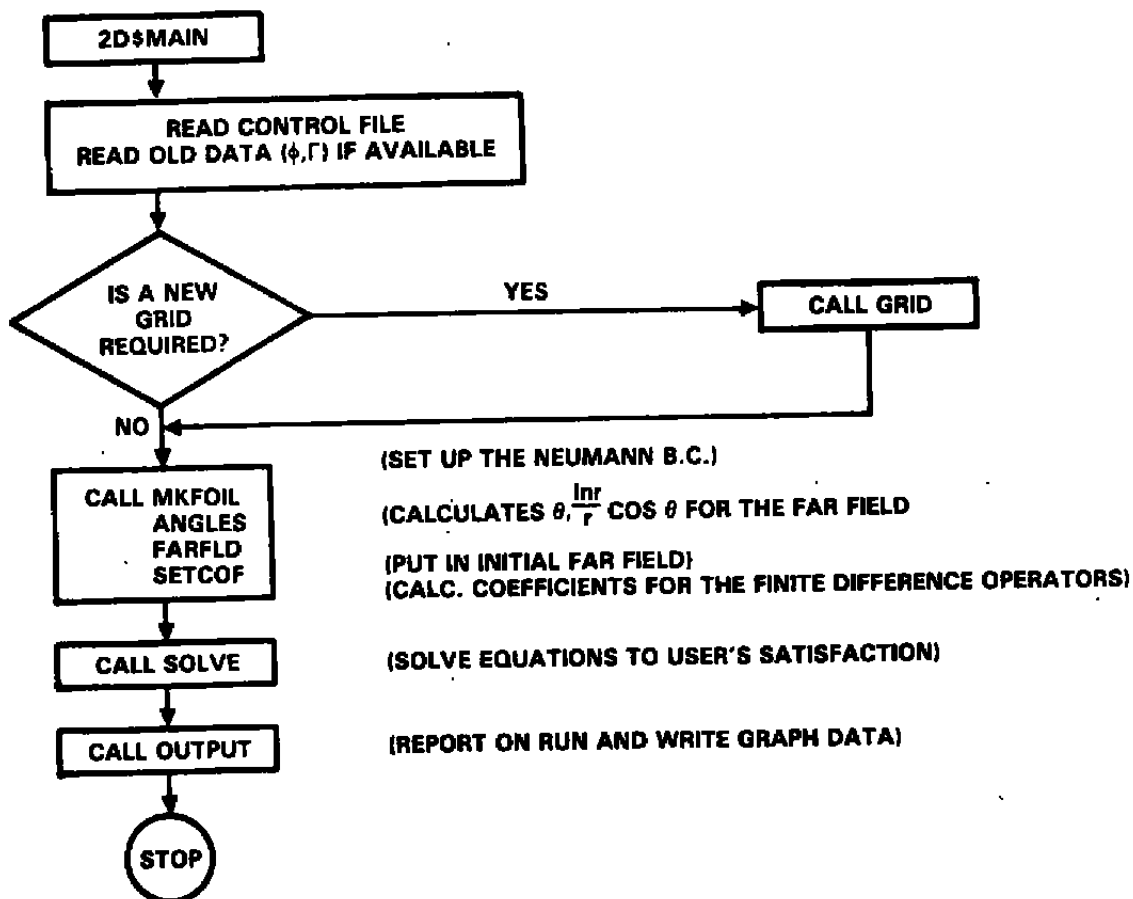 2D$MAIN
READ CONTROL FILE
READ OLD DATA (ϕ,Γ) IF AVAILABLE
IS A NEW
GRID
REQUIRED?
YES
CALL GRID
NO
CALL MKFOIL
ANGLES
FARFLD
SETCOF
(SET UP THE NEUMANN B.C.)
(CALCULATES θ, lnr/r COS θ FOR THE FAR FIELD
(PUT IN INITIAL FAR FIELD)
(CALC. COEFFICIENTS FOR THE FINITE DIFFERENCE OPERATORS)
CALL SOLVE
(SOLVE EQUATIONS TO USER'S SATISFACTION)
CALL OUTPUT
(REPORT ON RUN AND WRITE GRAPH DATA)
STOP